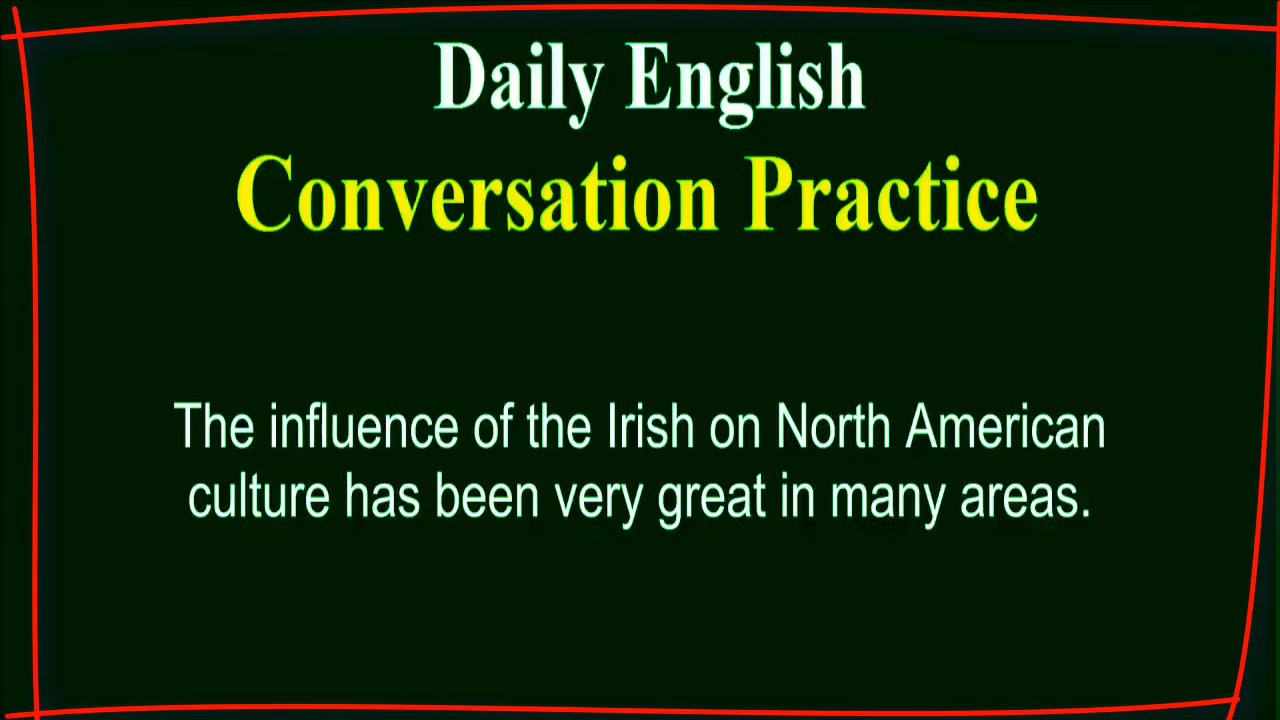 Daily English
Conversation Practice
The influence of the Irish on North American
culture has been very great in many areas.